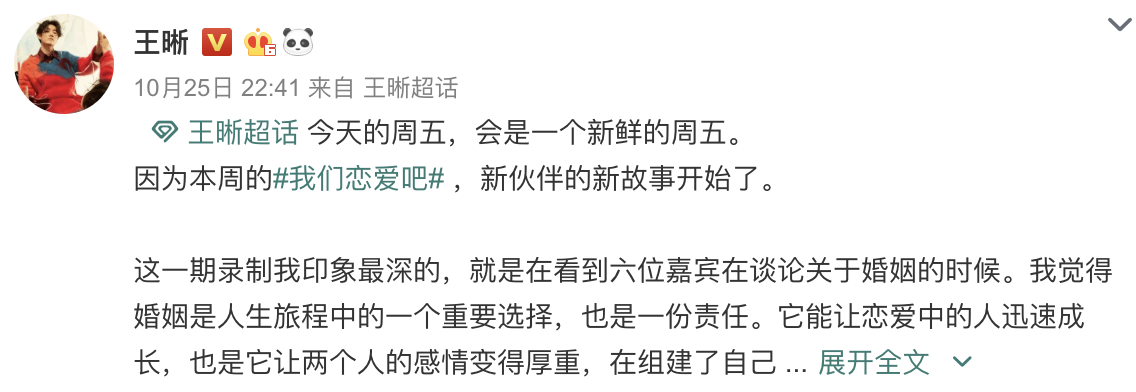 王晰
10月25日 22:41 来自 王晰超话
王晰超话 今天的周五，会是一个新鲜的周五。
因为本周的#我们恋爱吧# ，新伙伴的新故事开始了。
这一期录制我印象最深的，就是在看到六位嘉宾在谈论关于婚姻的时候。我觉得
婚姻是人生旅程中的一个重要选择，也是一份责任。它能让恋爱中的人迅速成
长，也是它让两个人的感情变得厚重，在组建了自己 ... 展开全文